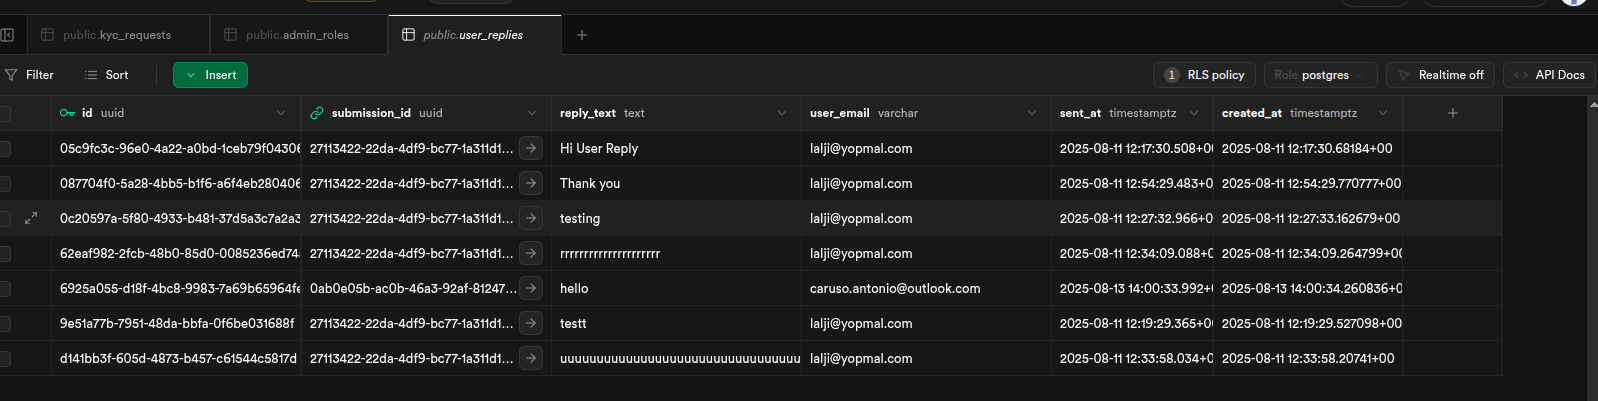 public.kyc_requests public.admin_roles public.user_replies
Filter Sort Insert 1 RLS policy Role postgres Realtime off API Docs
id uuid submission_id uuid reply_text text user_email varchar sent_at timestamptz created_at timestamptz
05c9fc3c-96e0-4a22-a0bd-1ceb79f04306 27113422-22da-4df9-bc77-1a311d1... Hi User Reply lalji@yopmal.com 2025-08-11 12:17:30.508+00 2025-08-11 12:17:30.68184+00
087704f0-5a28-4bb5-b1f6-a6f4eb280406 27113422-22da-4df9-bc77-1a311d1... Thank you lalji@yopmal.com 2025-08-11 12:54:29.483+0 2025-08-11 12:54:29.770777+00
0c20597a-5f80-4933-b481-37d5a3c7a2a3 27113422-22da-4df9-bc77-1a311d1... testing lalji@yopmal.com 2025-08-11 12:27:32.966+0 2025-08-11 12:27:33.162679+00
62eaf982-2fcb-48b0-85d0-0085236ed74 27113422-22da-4df9-bc77-1a311d1... rrrrrrrrrrrrrrrrrrrrr lalji@yopmal.com 2025-08-11 12:34:09.088+0 2025-08-11 12:34:09.264799+00
6925a055-d18f-4bc8-9983-7a69b65964fe 0ab0e05b-ac0b-46a3-92af-81247... hello caruso.antonio@outlook.com 2025-08-13 14:00:33.992+ 2025-08-13 14:00:34.260836+0
9e51a77b-7951-48da-bbfa-0f6be031688f 27113422-22da-4df9-bc77-1a311d1... testt lalji@yopmal.com 2025-08-11 12:19:29.365+00 2025-08-11 12:19:29.527098+00
d141bb3f-605d-4873-b457-c61544c5817d 27113422-22da-4df9-bc77-1a311d1... uuuuuuuuuuuuuuuuuuuuuuuuuuuuuuuuu lalji@yopmal.com 2025-08-11 12:33:58.034+0 2025-08-11 12:33:58.20741+00